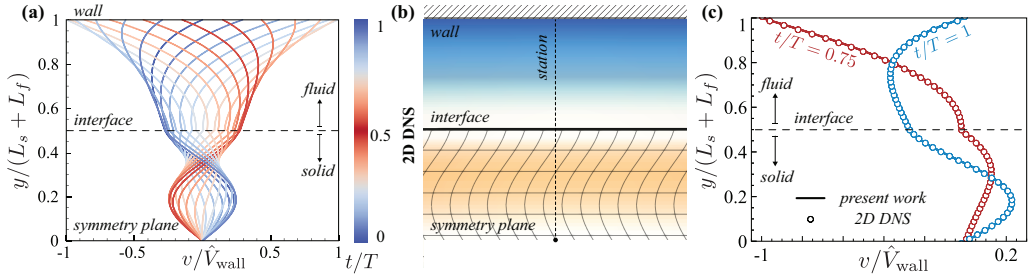 (a)
wall
1
0.8
0.6
0.4
0.2
0
y/(L_s + L_f)
fluid
interface
solid
symmetry plane
-1
-0.5
0
0.5
1
v/V̂_wall
1
0.5
0
t/T
(b)
2D DNS
wall
station
interface
symmetry plane
(c)
1
0.8
0.6
0.4
0.2
0
y/(L_s + L_f)
t/T = 0.75
t/T = 1
fluid
interface
solid
present work
2D DNS
-1
0.2
v/V̂_wall